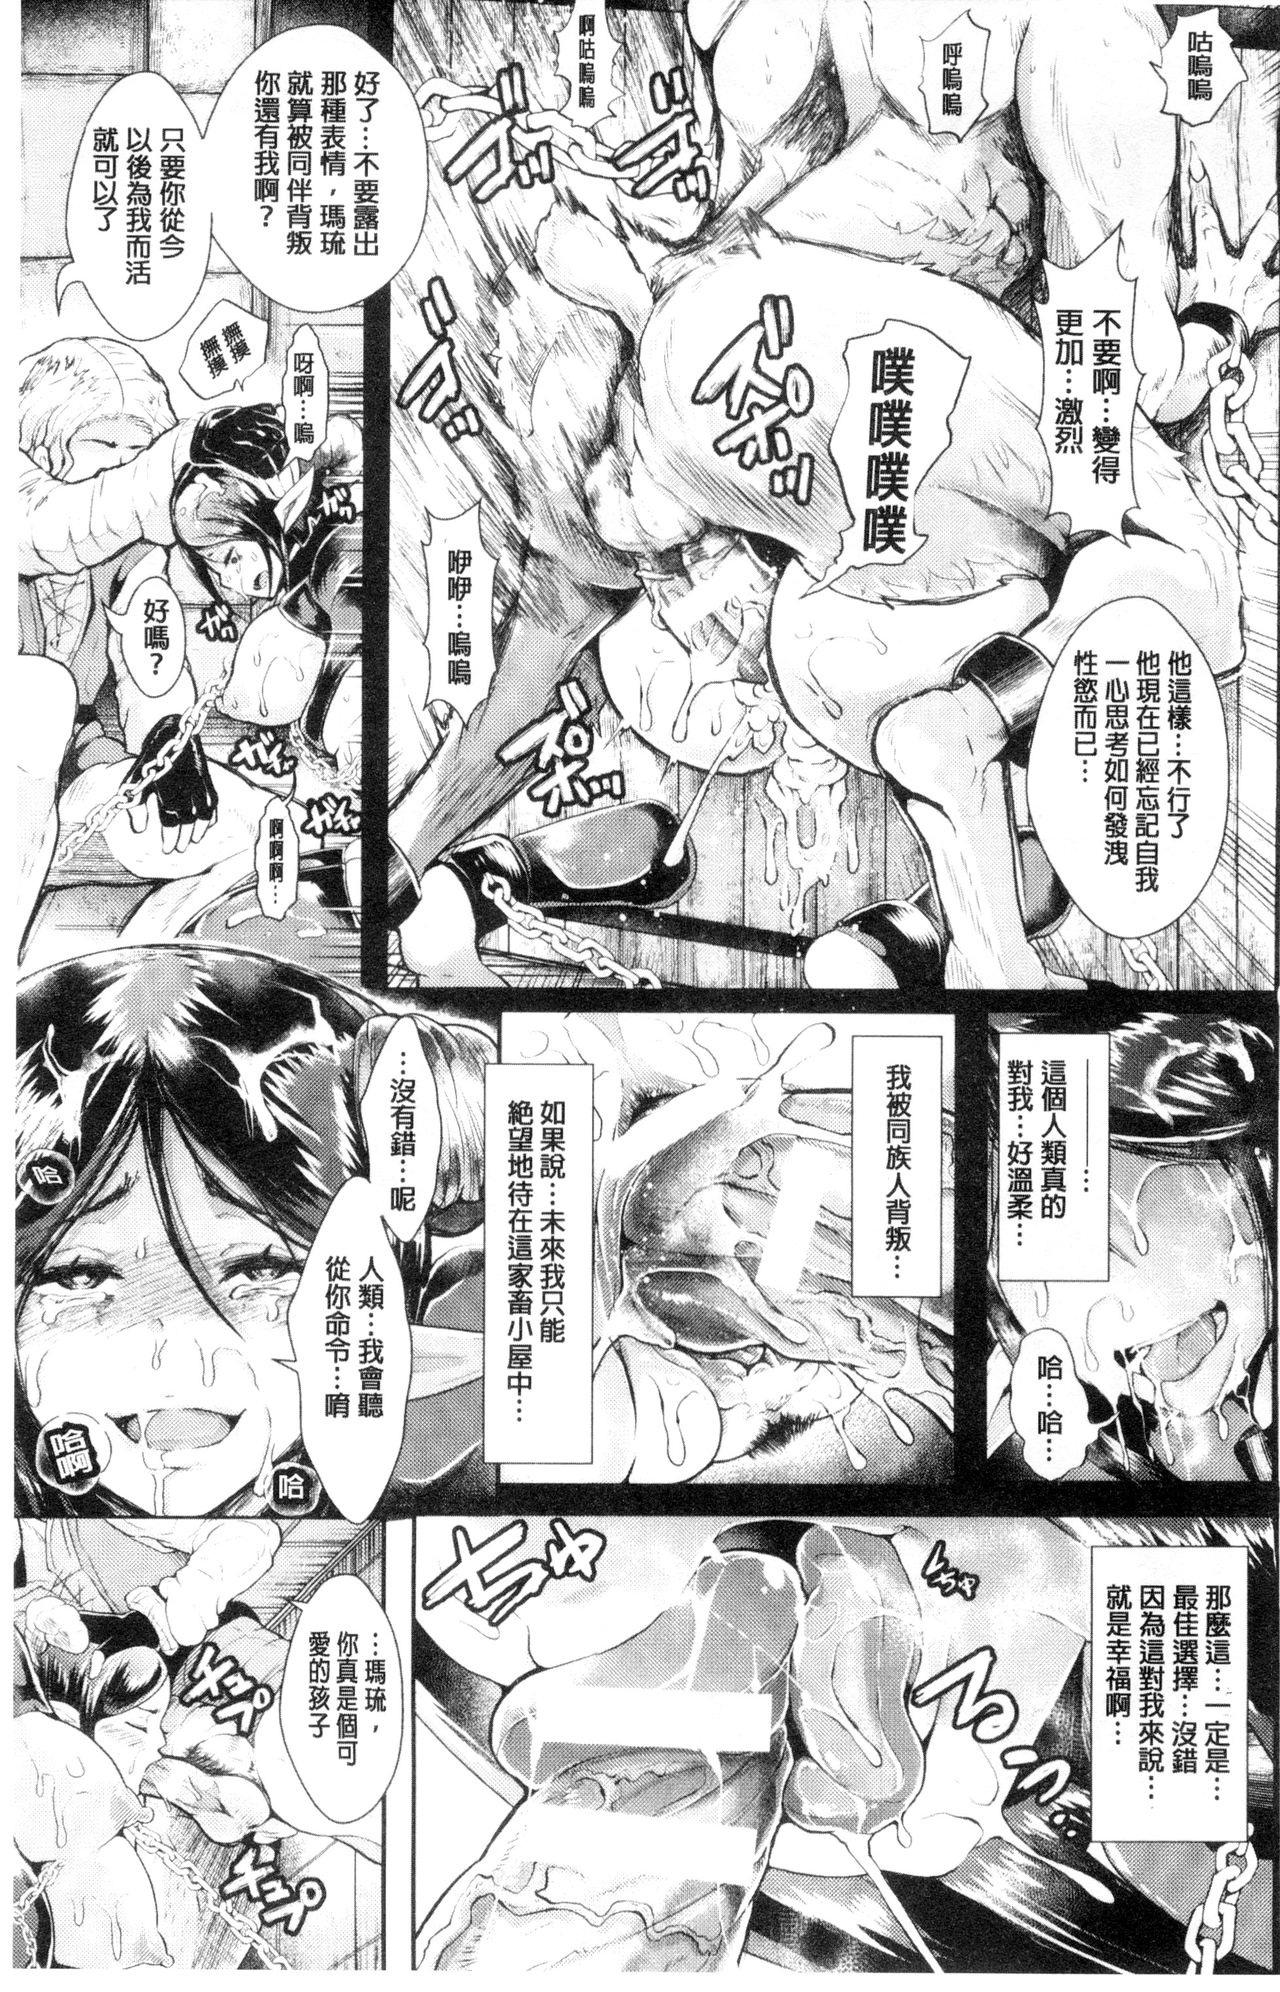 咕嗚嗚
呼嗚嗚
啊咕嗚嗚
ズゴッ
ゴッ
不要啊…變得
更加…激烈
噗噗噗噗
ズポッ
ズポッ
咿咿…嗚嗚
他這樣…不行了
他現在已經忘記自我
一心思考如何發洩
性慾而已…
好了…不要露出
那種表情，瑪琉
就算被同伴背叛
你還有我啊？
只要你從今
以後為我而活
就可以了
撫摸
撫摸
呀啊…嗚
好嗎？
啊啊啊…
這個人類真的
對我…好溫柔…
哈…哈…
我被同族人背叛…
如果說…未來我只能
絕望地待在這家畜小屋中…
…沒有錯…呢
人類…我會聽
從你命令…唷
哈
哈啊
哈
那麼這…一定是…
最佳選擇…沒錯
因為這對我來說…
就是幸福啊…
…瑪琉，
你真是個可
愛的孩子
チュパ